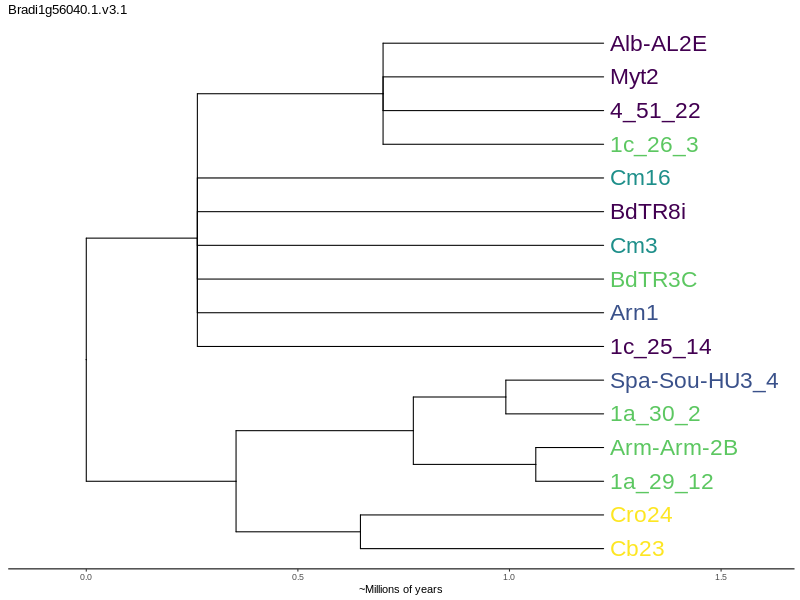 Bradi1g56040.1.v3.1
Alb-AL2E
Myt2
4_51_22
1c_26_3
Cm16
BdTR8i
Cm3
BdTR3C
Arn1
1c_25_14
Spa-Sou-HU3_4
1a_30_2
Arm-Arm-2B
1a_29_12
Cro24
Cb23
0.0 0.5 1.0 1.5
~Millions of years